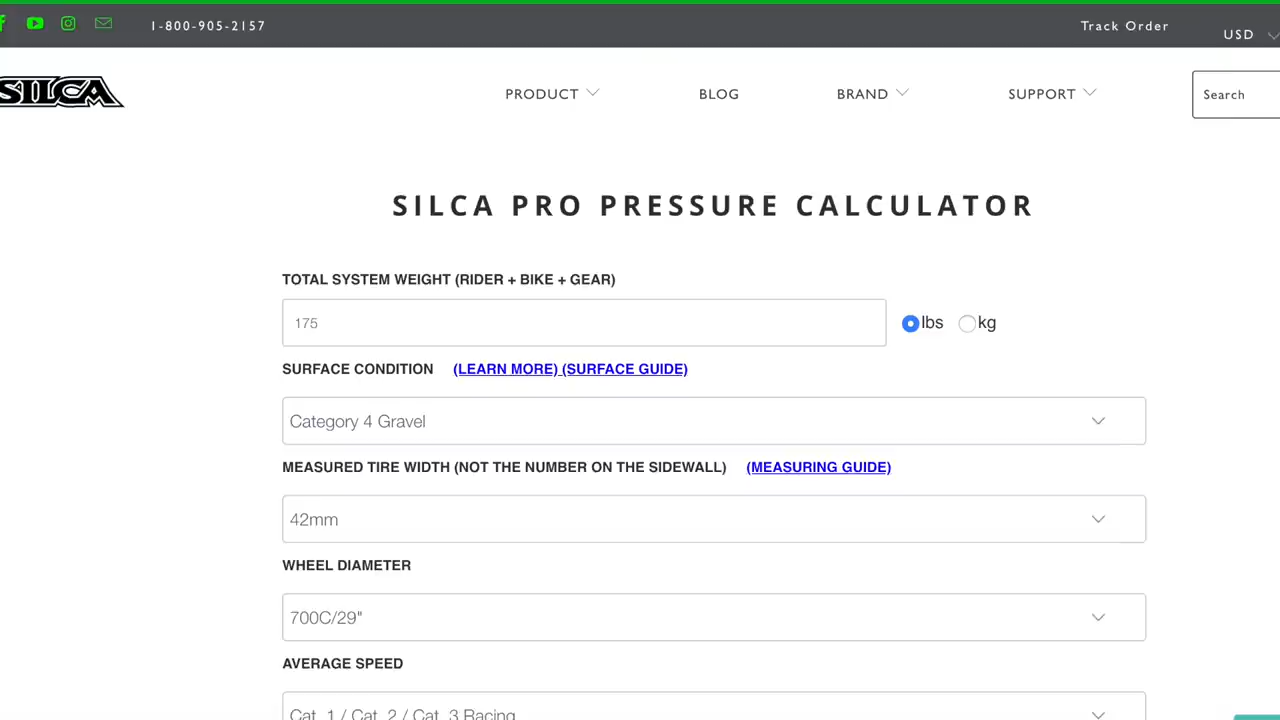 1-800-905-2157
Track Order
USD
SILCA
PRODUCT
BLOG
BRAND
SUPPORT
Search
SILCA PRO PRESSURE CALCULATOR
TOTAL SYSTEM WEIGHT (RIDER + BIKE + GEAR)
175
lbs
kg
SURFACE CONDITION (LEARN MORE) (SURFACE GUIDE)
Category 4 Gravel
MEASURED TIRE WIDTH (NOT THE NUMBER ON THE SIDEWALL) (MEASURING GUIDE)
42mm
WHEEL DIAMETER
700C/29"
AVERAGE SPEED
Cat. 1 / Cat. 2 / Cat. 3 Racing